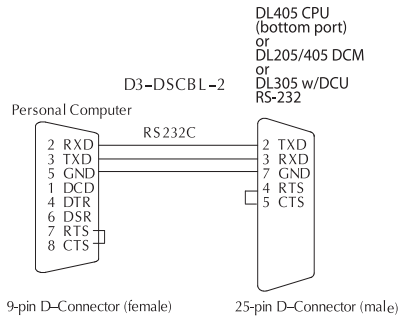 DL405 CPU
(bottom port)
or
DL205/405 DCM
or
DL305 w/DCU
RS-232
D3-DSCBL-2
Personal Computer
RS232C
2 RXD
3 TXD
5 GND
1 DCD
4 DTR
6 DSR
7 RTS
8 CTS
2 TXD
3 RXD
7 GND
4 RTS
5 CTS
9-pin D-Connector (female)
25-pin D-Connector (male)